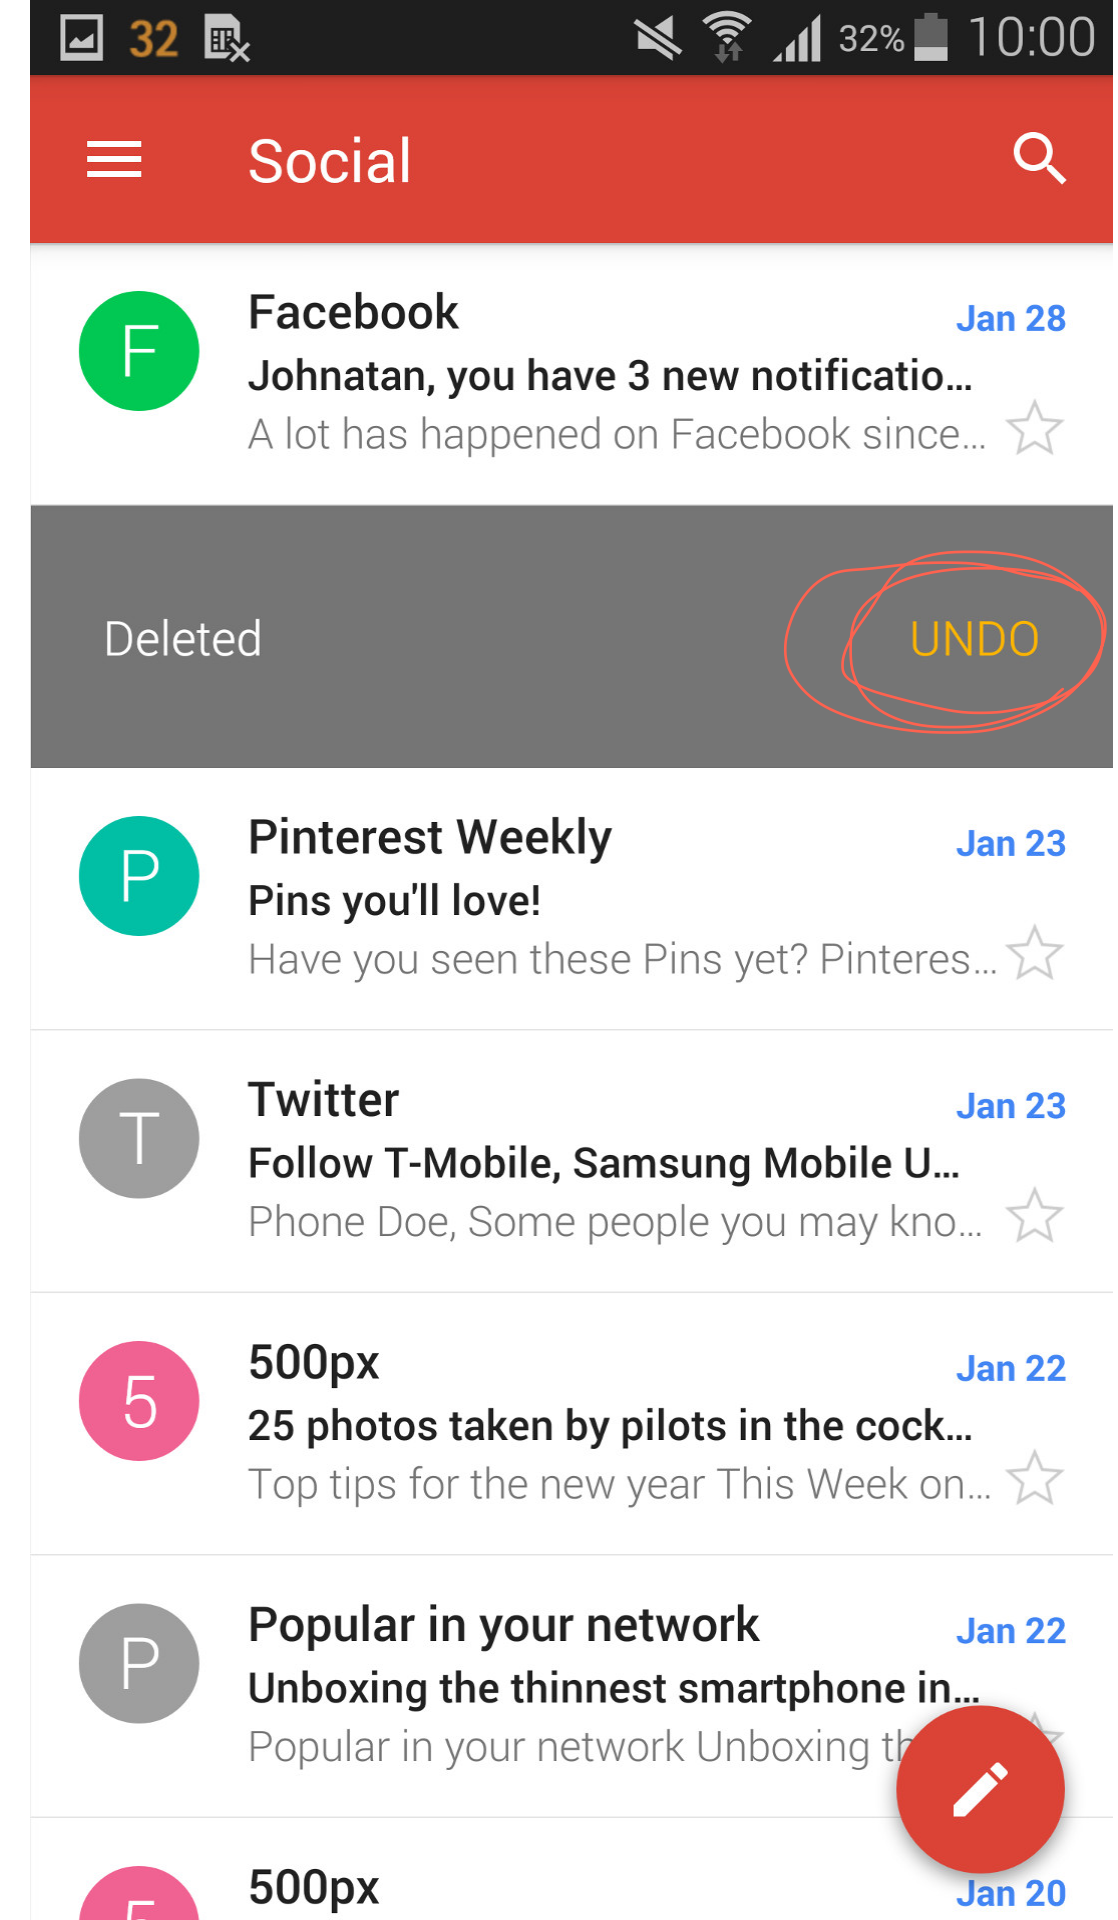 32 32% 10:00
Social
F Facebook Jan 28
Johnatan, you have 3 new notificatio...
A lot has happened on Facebook since...
Deleted UNDO
P Pinterest Weekly Jan 23
Pins you'll love!
Have you seen these Pins yet? Pinteres...
T Twitter Jan 23
Follow T-Mobile, Samsung Mobile U...
Phone Doe, Some people you may kno...
5 500px Jan 22
25 photos taken by pilots in the cock...
Top tips for the new year This Week on...
P Popular in your network Jan 22
Unboxing the thinnest smartphone in...
Popular in your network Unboxing th
5 500px Jan 20